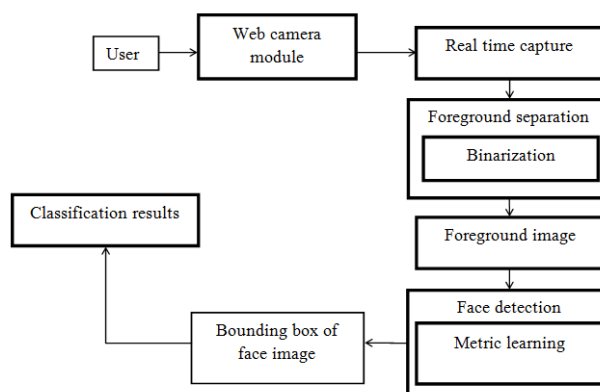 User
Web camera
module
Real time capture
Foreground separation
Binarization
Foreground image
Face detection
Metric learning
Bounding box of
face image
Classification results